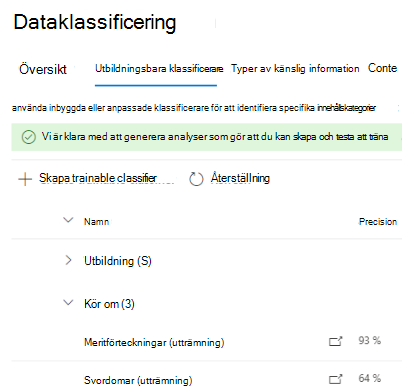 Dataklassificering
Översikt Utbildningsbara klassificerare Typer av känslig information Conte
använda inbyggda eller anpassade klassificerare för att identifiera specifika innehållskategorier
Vi är klara med att generera analyser som gör att du kan skapa och testa att träna
Skapa trainable classifier Återställning
Namn Precision
Utbildning (S)
Kör om (3)
Meritförteckningar (utträmning) 93 %
Svordomar (utträmning) 64 %